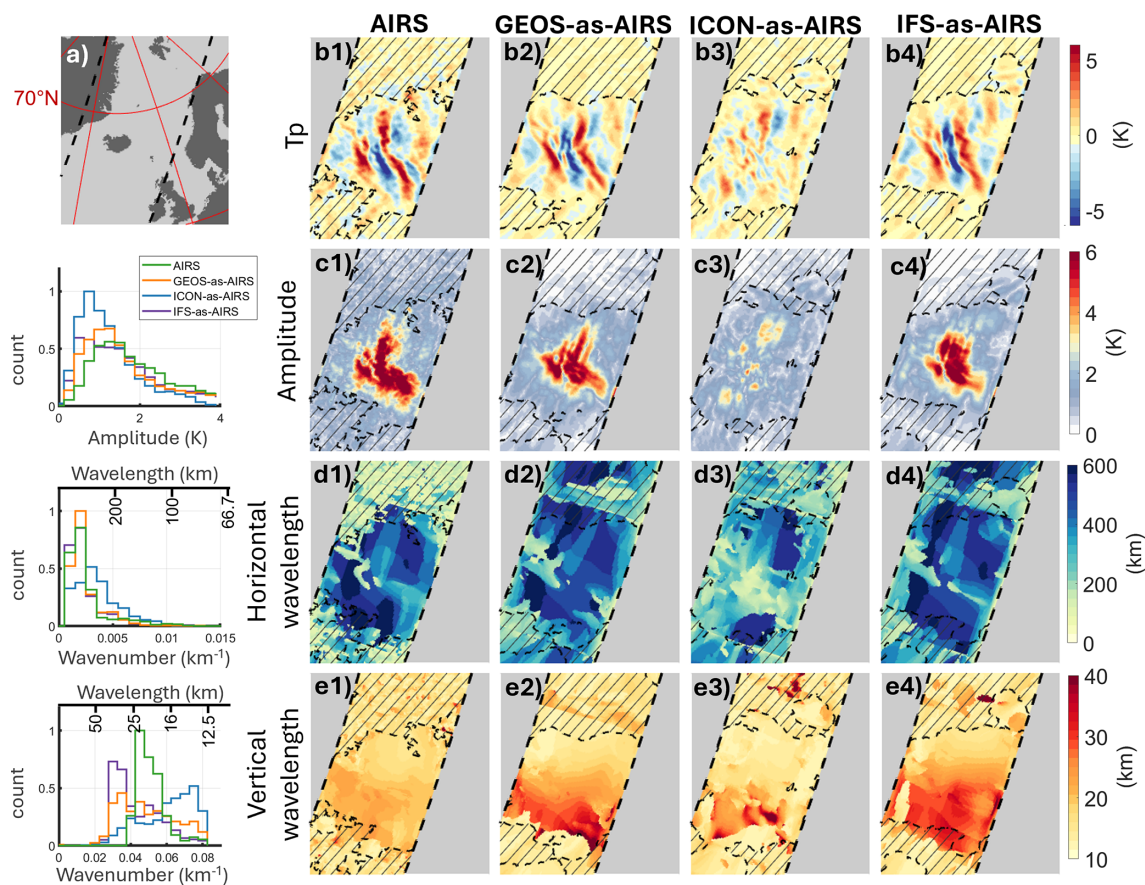 AIRS GEOS-as-AIRS ICON-as-AIRS IFS-as-AIRS
a)
70°N
b1) b2) b3) b4)
Tp
5
0
-5
(K)
AIRS
GEOS-as-AIRS
ICON-as-AIRS
IFS-as-AIRS
1
0.5
0
count
0 2 4
Amplitude (K)
c1) c2) c3) c4)
Amplitude
6
4
2
0
(K)
Wavelength (km)
200 100 66.7
1
0.5
0
count
0 0.005 0.01 0.015
Wavenumber (km-1)
d1) d2) d3) d4)
Horizontal
wavelength
600
400
200
0
(km)
Wavelength (km)
50 25 16 12.5
1
0.5
0
count
0 0.02 0.04 0.06 0.08
Wavenumber (km-1)
e1) e2) e3) e4)
Vertical
wavelength
40
30
20
10
(km)